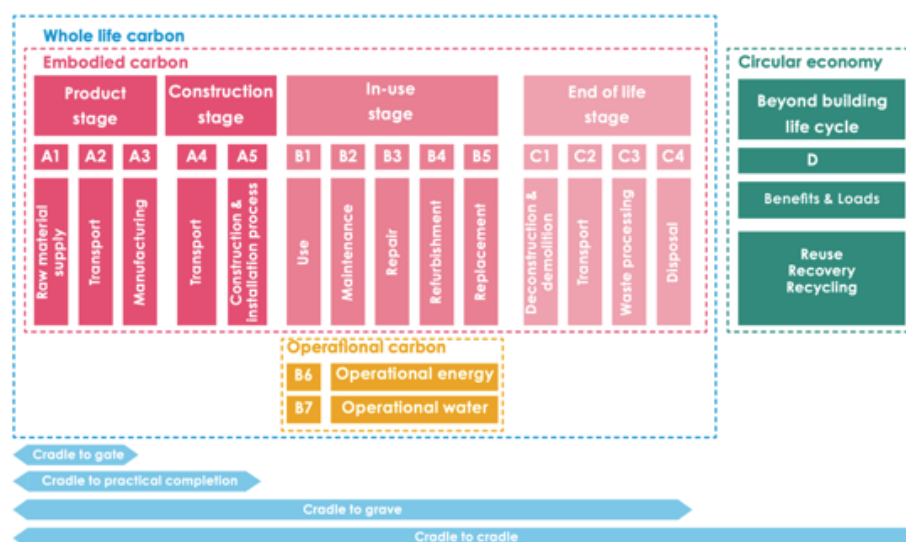 Whole life carbon
Embodied carbon
Product
stage
Construction
stage
In-use
stage
End of life
stage
A1
A2
A3
A4
A5
B1
B2
B3
B4
B5
C1
C2
C3
C4
Raw material
supply
Transport
Manufacturing
Transport
Construction &
installation process
Use
Maintenance
Repair
Refurbishment
Replacement
Deconstruction &
demolition
Transport
Waste processing
Disposal
Operational carbon
B6
Operational energy
B7
Operational water
Circular economy
Beyond building
life cycle
D
Benefits & Loads
Reuse
Recovery
Recycling
Cradle to gate
Cradle to practical completion
Cradle to grave
Cradle to cradle